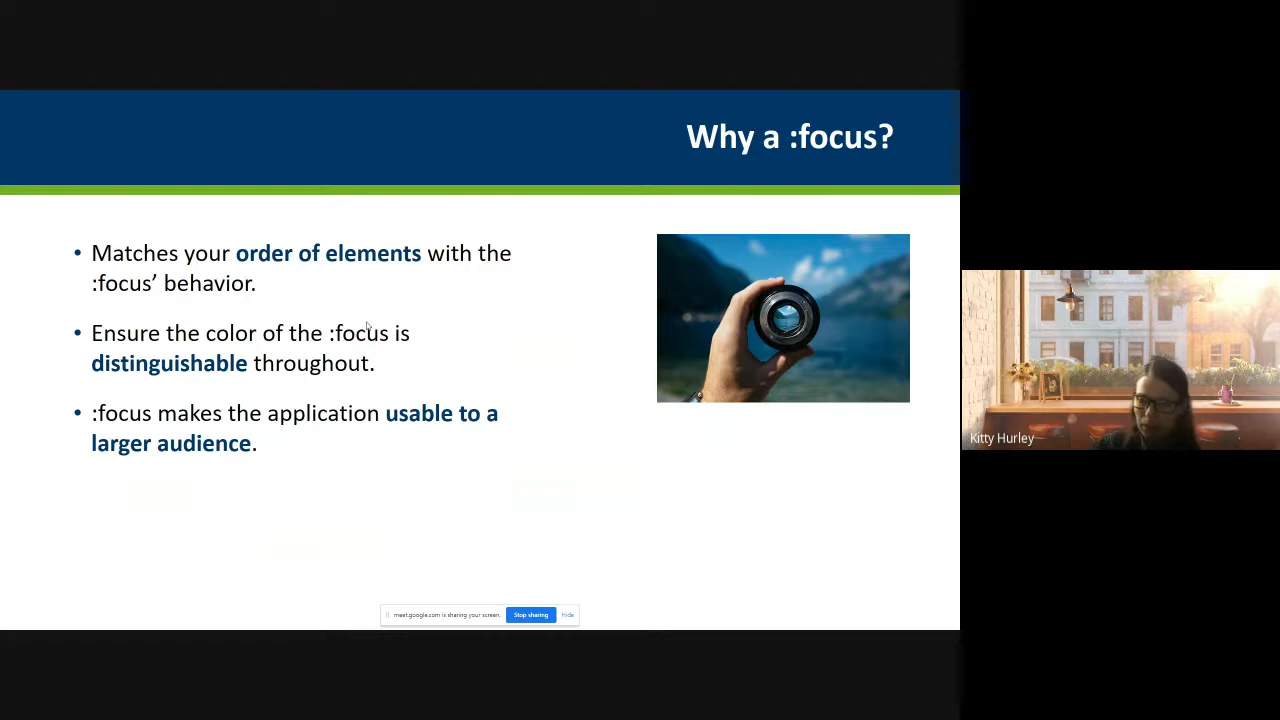 Why a :focus?
• Matches your order of elements with the
:focus’ behavior.
• Ensure the color of the :focus is
distinguishable throughout.
• :focus makes the application usable to a
larger audience.
Kitty Hurley
meet.google.com is sharing your screen. Stop sharing Hide